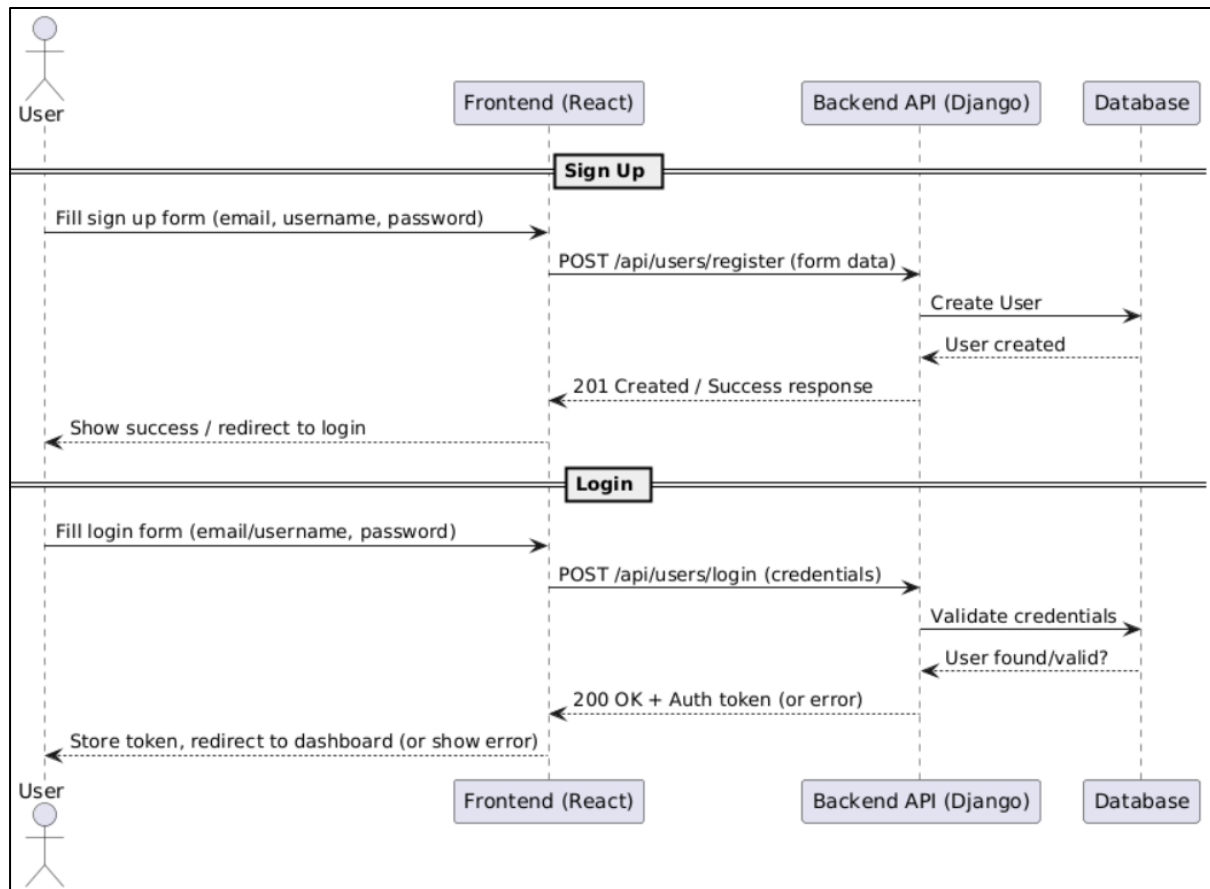 User
Frontend (React)
Backend API (Django)
Database
Sign Up
Fill sign up form (email, username, password)
POST /api/users/register (form data)
Create User
User created
201 Created / Success response
Show success / redirect to login
Login
Fill login form (email/username, password)
POST /api/users/login (credentials)
Validate credentials
User found/valid?
200 OK + Auth token (or error)
Store token, redirect to dashboard (or show error)
User
Frontend (React)
Backend API (Django)
Database